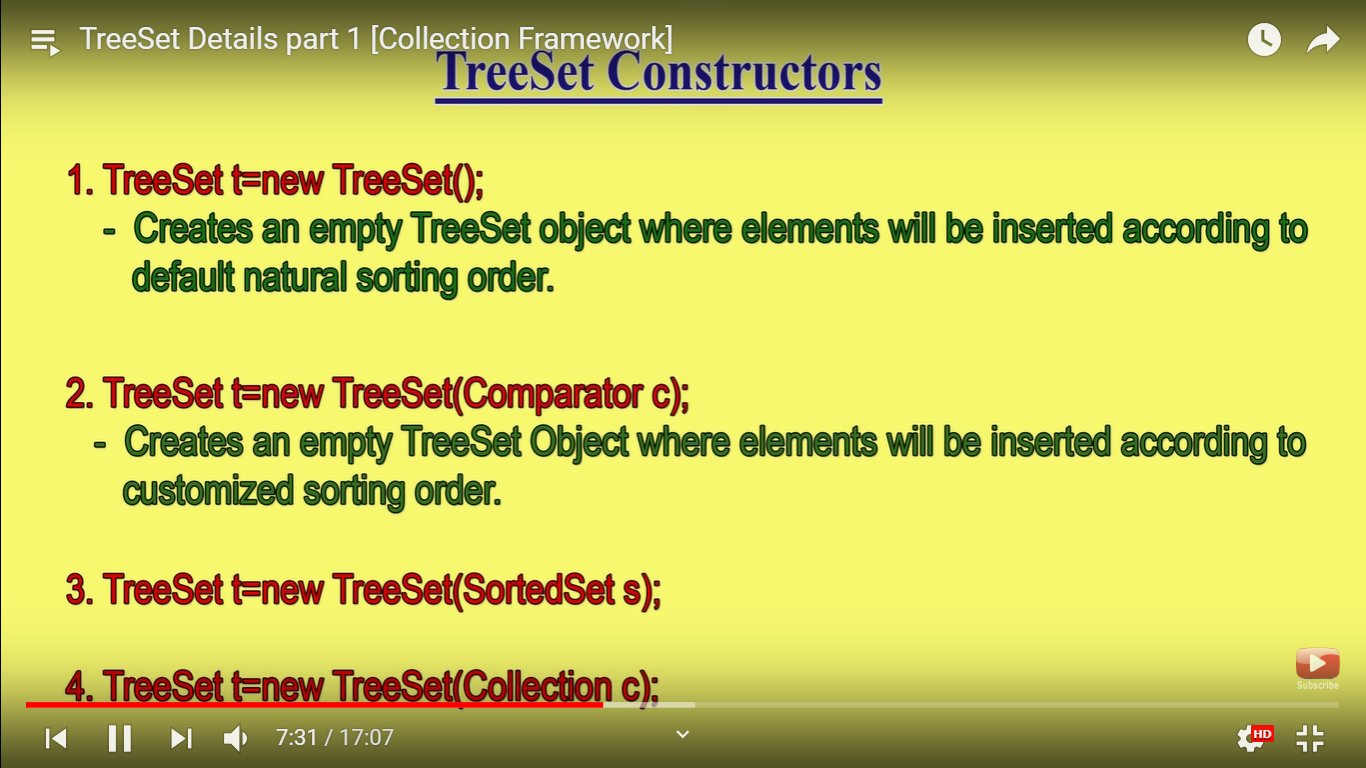 TreeSet Details part 1 [Collection Framework]
TreeSet Constructors
1. TreeSet t=new TreeSet();
- Creates an empty TreeSet object where elements will be inserted according to
default natural sorting order.
2. TreeSet t=new TreeSet(Comparator c);
- Creates an empty TreeSet Object where elements will be inserted according to
customized sorting order.
3. TreeSet t=new TreeSet(SortedSet s);
4. TreeSet t=new TreeSet(Collection c);
Subscribe
7:31 / 17:07
HD